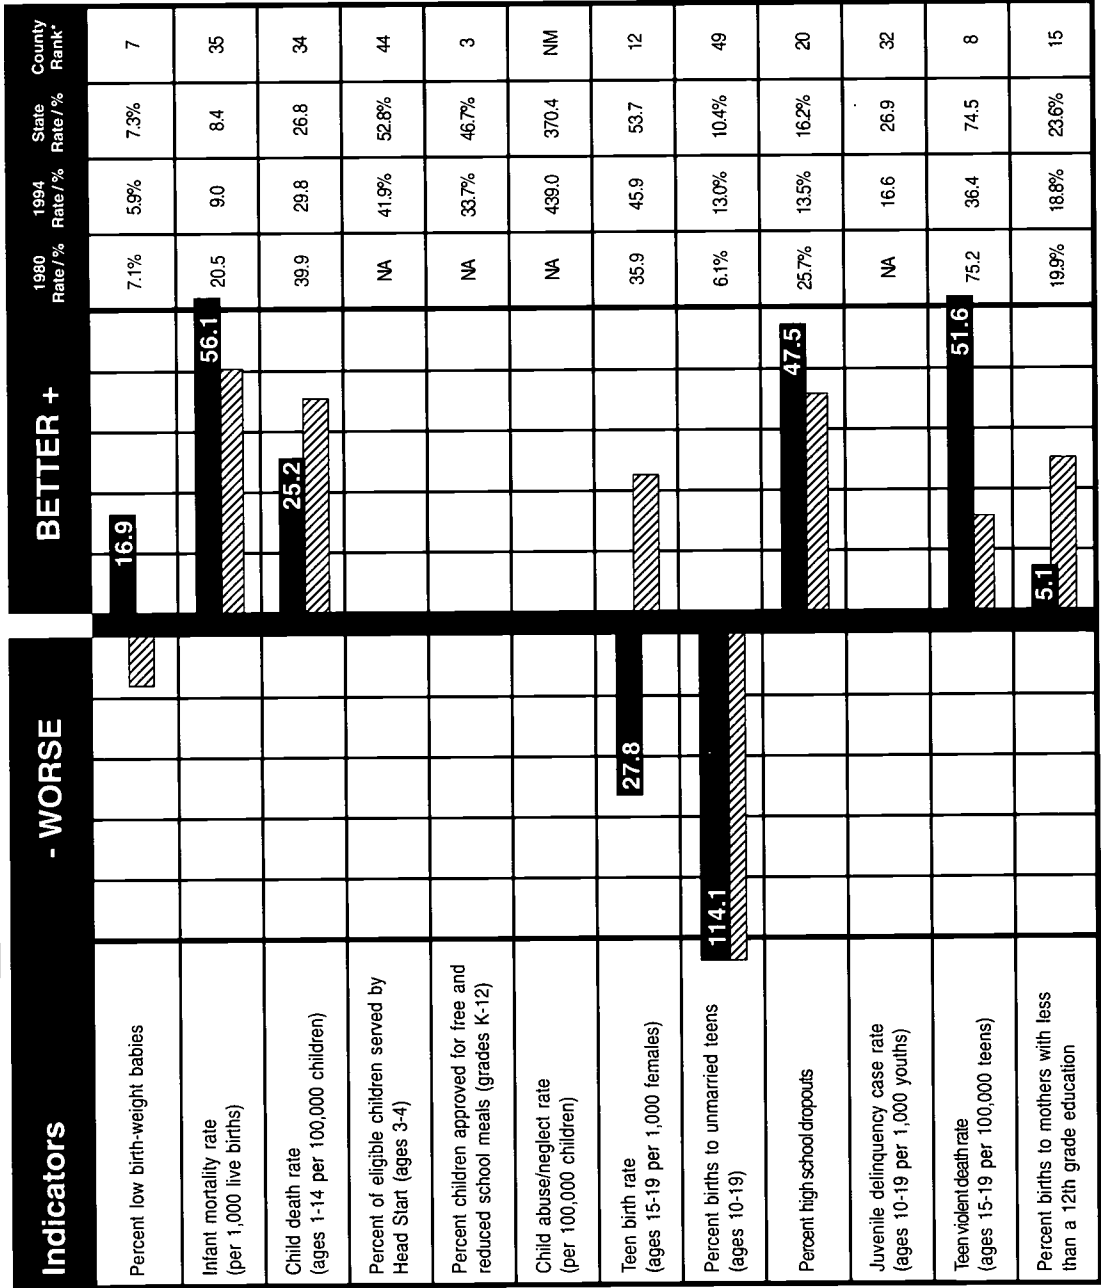 Indicators - WORSE BETTER + 1980 Rate / % 1994 Rate / % State Rate / % County Rank*
Percent low birth-weight babies 16.9 7.1% 5.9% 7.3% 7
Infant mortality rate
(per 1,000 live births) 56.1 20.5 9.0 8.4 35
Child death rate
(ages 1-14 per 100,000 children) 25.2 39.9 29.8 26.8 34
Percent of eligible children served by
Head Start (ages 3-4) NA 41.9% 52.8% 44
Percent children approved for free and
reduced school meals (grades K-12) NA 33.7% 46.7% 3
Child abuse/neglect rate
(per 100,000 children) NA 439.0 370.4 NM
Teen birth rate
(ages 15-19 per 1,000 females) 27.8 35.9 45.9 53.7 12
Percent births to unmarried teens
(ages 10-19) 114.1 6.1% 13.0% 10.4% 49
Percent high school dropouts 47.5 25.7% 13.5% 16.2% 20
Juvenile delinquency case rate
(ages 10-19 per 1,000 youths) NA 16.6 26.9 32
Teen violent death rate
(ages 15-19 per 100,000 teens) 51.6 75.2 36.4 74.5 8
Percent births to mothers with less
than a 12th grade education 5.1 19.9% 18.8% 23.6% 15